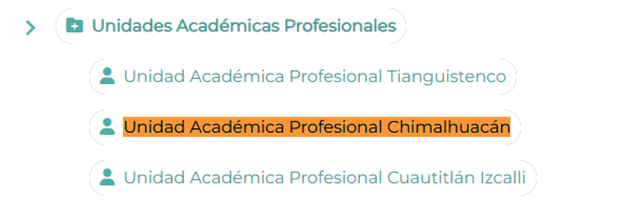 Unidades Académicas Profesionales
Unidad Académica Profesional Tianguistenco
Unidad Académica Profesional Chimalhuacán
Unidad Académica Profesional Cuautitlán Izcalli